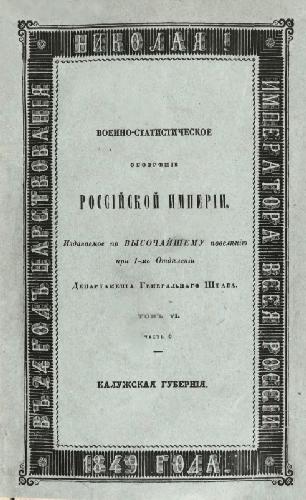 ВЪ 24 ГОДЪ ЦАРСТВОВАНІЯ
НИКОЛАЯ I
ИМПЕРАТОРА ВСЕЯ РОССІИ
ВОЕННО-СТАТИСТИЧЕСКОЕ
ОБОЗРѢНІЕ
РОССІЙСКОЙ ИМПЕРІИ.
Издаваемое по ВЫСОЧАЙШЕМУ повелѣнію
при 1-мъ Отдѣленіи
Департамента Генеральнаго Штаба.
ТОМЪ VI.
ЧАСТЬ 6
КАЛУЖСКАЯ ГУБЕРНІЯ.
1849 ГОДА.